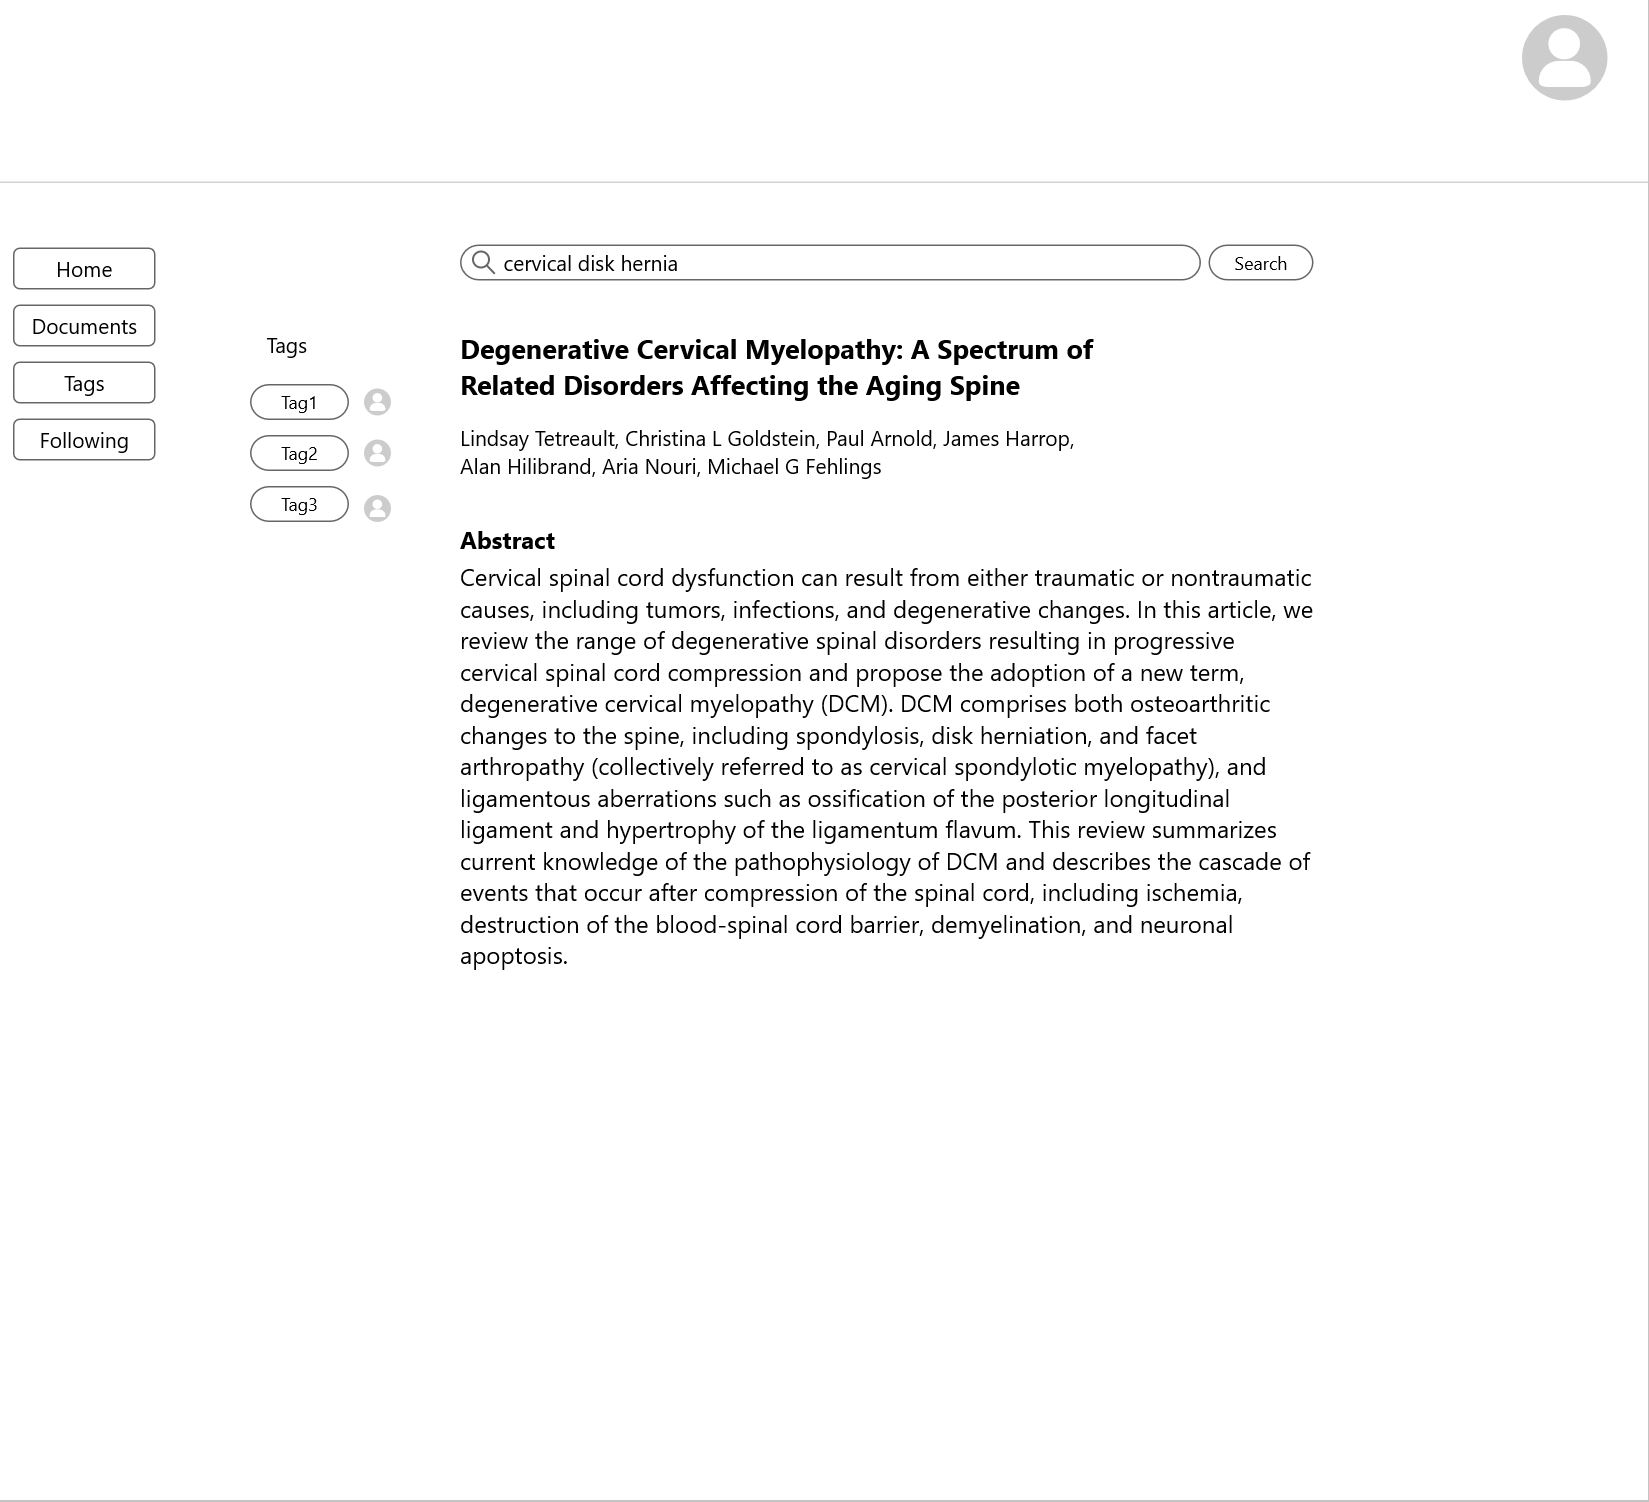 Home
Documents
Tags
Following
cervical disk hernia
Search
Tags
Tag1
Tag2
Tag3
Degenerative Cervical Myelopathy: A Spectrum of
Related Disorders Affecting the Aging Spine
Lindsay Tetreault, Christina L Goldstein, Paul Arnold, James Harrop,
Alan Hilibrand, Aria Nouri, Michael G Fehlings
Abstract
Cervical spinal cord dysfunction can result from either traumatic or nontraumatic
causes, including tumors, infections, and degenerative changes. In this article, we
review the range of degenerative spinal disorders resulting in progressive
cervical spinal cord compression and propose the adoption of a new term,
degenerative cervical myelopathy (DCM). DCM comprises both osteoarthritic
changes to the spine, including spondylosis, disk herniation, and facet
arthropathy (collectively referred to as cervical spondylotic myelopathy), and
ligamentous aberrations such as ossification of the posterior longitudinal
ligament and hypertrophy of the ligamentum flavum. This review summarizes
current knowledge of the pathophysiology of DCM and describes the cascade of
events that occur after compression of the spinal cord, including ischemia,
destruction of the blood-spinal cord barrier, demyelination, and neuronal
apoptosis.